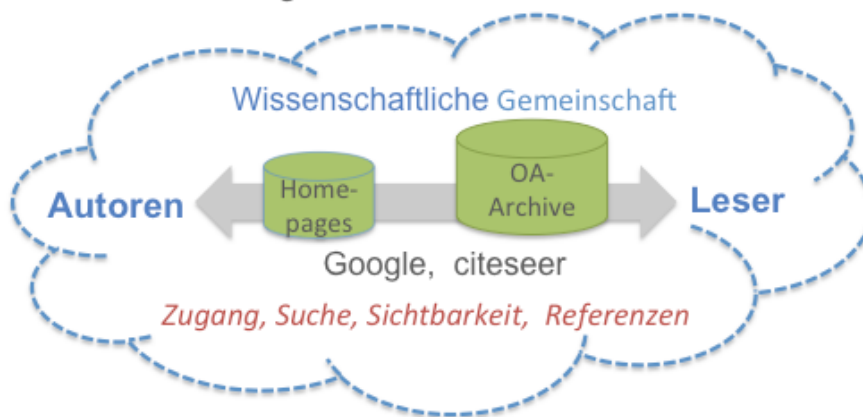 Wissenschaftliche Gemeinschaft
Autoren
Home-
pages
OA-
Archive
Leser
Google, citeseer
Zugang, Suche, Sichtbarkeit, Referenzen